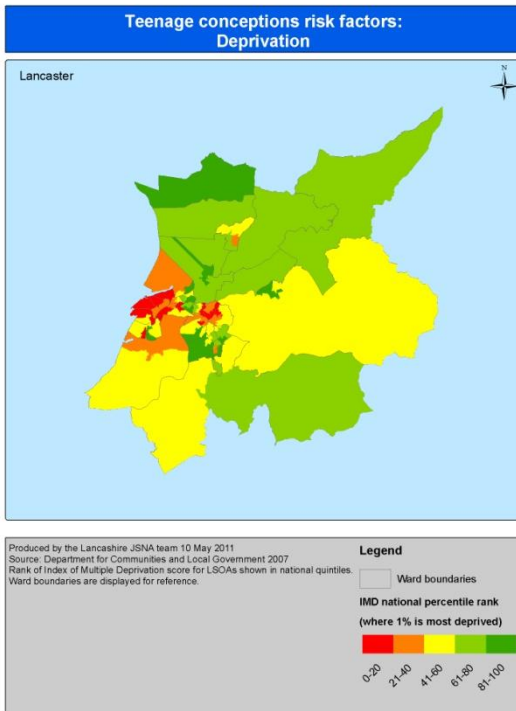 Teenage conceptions risk factors:
Deprivation
Lancaster
N
Produced by the Lancashire JSNA team 10 May 2011
Source: Department for Communities and Local Government 2007
Rank of Index of Multiple Deprivation score for LSOAs shown in national quintiles.
Ward boundaries are displayed for reference.
Legend
Ward boundaries
IMD national percentile rank
(where 1% is most deprived)
0-20
21-40
41-60
61-80
81-100